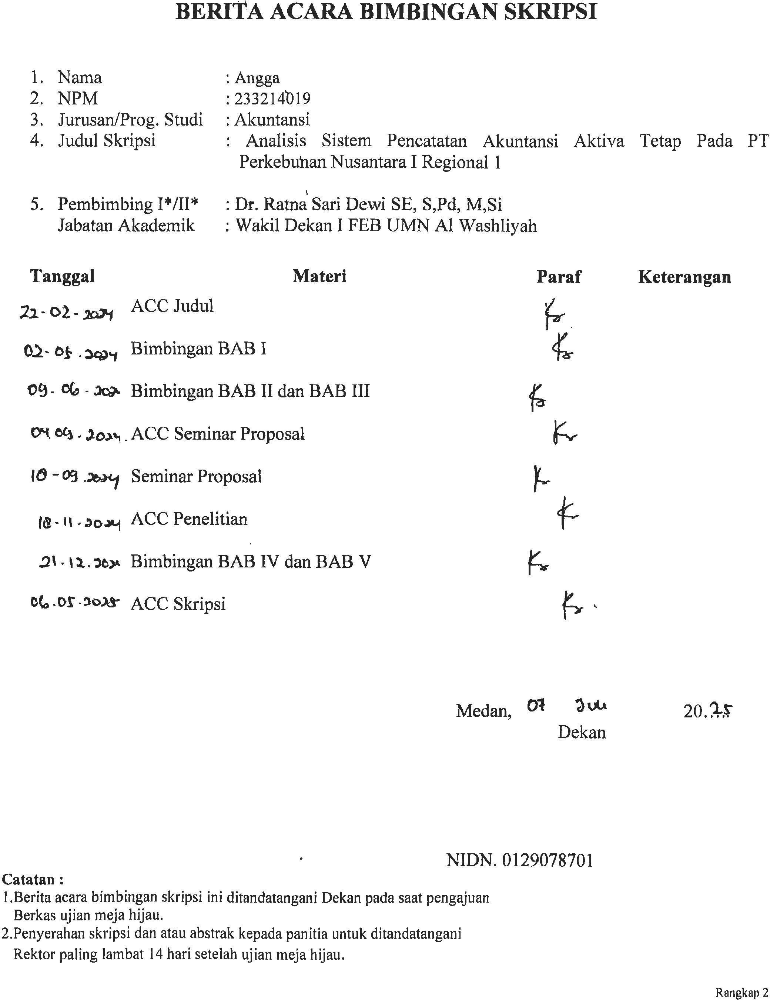 BERITA ACARA BIMBINGAN SKRIPSI
1. Nama : Angga
2. NPM : 233214019
3. Jurusan/Prog. Studi : Akuntansi
4. Judul Skripsi : Analisis Sistem Pencatatan Akuntansi Aktiva Tetap Pada PT
Perkebunan Nusantara I Regional 1
5. Pembimbing I*/II* : Dr. Ratna Sari Dewi SE, S,Pd, M,Si
Jabatan Akademik : Wakil Dekan I FEB UMN Al Washliyah
Tanggal Materi Paraf Keterangan
22-02-2024 ACC Judul
02-05.2024 Bimbingan BAB I
09-06-202 Bimbingan BAB II dan BAB III
04.09.2024. ACC Seminar Proposal
10-09.2024 Seminar Proposal
18-11-2024 ACC Penelitian
21.12.2024 Bimbingan BAB IV dan BAB V
06.05.2025 ACC Skripsi
Medan, 07 Juli 20.25
Dekan
NIDN. 0129078701
Catatan :
1.Berita acara bimbingan skripsi ini ditandatangani Dekan pada saat pengajuan
Berkas ujian meja hijau.
2.Penyerahan skripsi dan atau abstrak kepada panitia untuk ditandatangani
Rektor paling lambat 14 hari setelah ujian meja hijau.
Rangkap 2